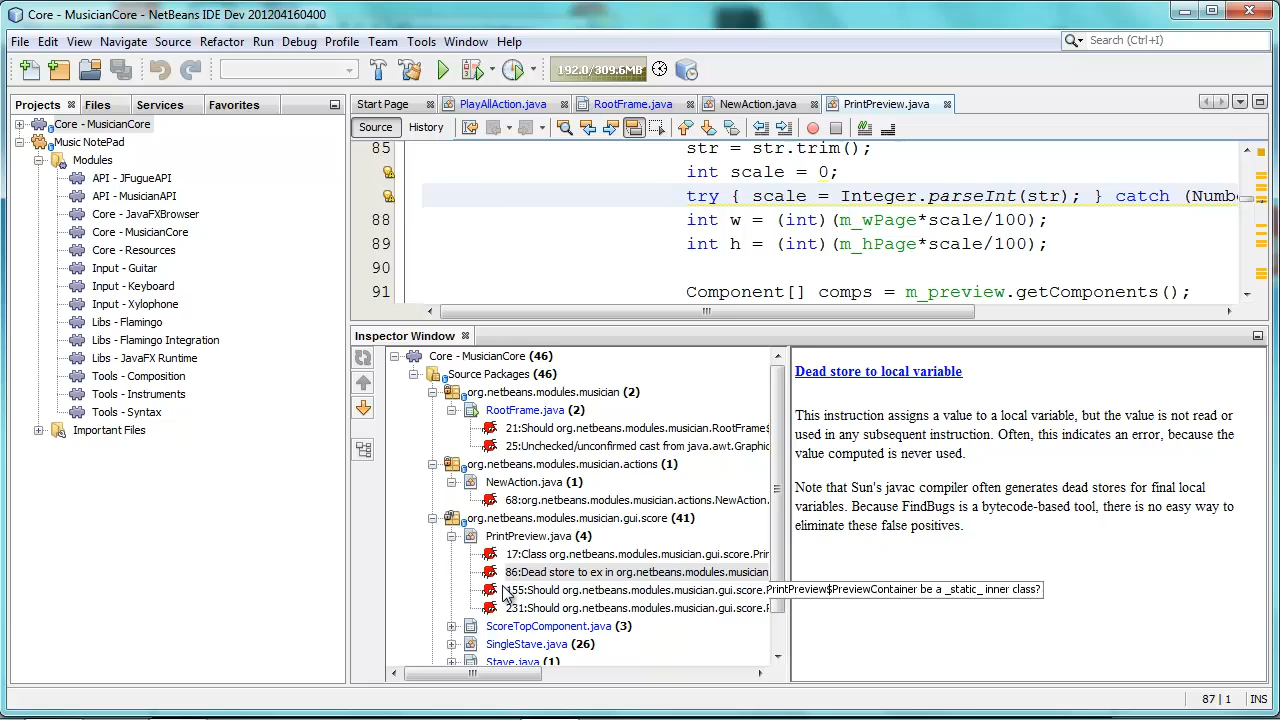 Core - MusicianCore - NetBeans IDE Dev 201204160400
File Edit View Navigate Source Refactor Run Debug Profile Team Tools Window Help
Search (Ctrl+I)
192.0/309.6MB
Projects Files Services Favorites
Start Page PlayAllAction.java RootFrame.java NewAction.java PrintPreview.java
Source History
Core - MusicianCore
Music NotePad
Modules
API - JFugueAPI
API - MusicianAPI
Core - JavaFXBrowser
Core - MusicianCore
Core - Resources
Input - Guitar
Input - Keyboard
Input - Xylophone
Libs - Flamingo
Libs - Flamingo Integration
Libs - JavaFX Runtime
Tools - Composition
Tools - Instruments
Tools - Syntax
Important Files
85 str = str.trim();
int scale = 0;
try { scale = Integer.parseInt(str); } catch (Numb
88 int w = (int)(m_wPage*scale/100);
89 int h = (int)(m_hPage*scale/100);
90
91 Component[] comps = m_preview.getComponents();
Inspector Window
Core - MusicianCore (46)
Source Packages (46)
org.netbeans.modules.musician (2)
RootFrame.java (2)
21:Should org.netbeans.modules.musician.RootFrame$
25:Unchecked/unconfirmed cast from java.awt.Graphic
org.netbeans.modules.musician.actions (1)
NewAction.java (1)
68:org.netbeans.modules.musician.actions.NewAction.
org.netbeans.modules.musician.gui.score (41)
PrintPreview.java (4)
17:Class org.netbeans.modules.musician.gui.score.Prin
86:Dead store to ex in org.netbeans.modules.musician
155:Should org.netbeans.modules.musician.gui.score.PrintPreview$PreviewContainer be a _static_ inner class?
231:Should org.netbeans.modules.musician.gui.score.P
ScoreTopComponent.java (3)
SingleStave.java (26)
Stave.java (1)
Dead store to local variable
This instruction assigns a value to a local variable, but the value is not read or
used in any subsequent instruction. Often, this indicates an error, because the
value computed is never used.
Note that Sun's javac compiler often generates dead stores for final local
variables. Because FindBugs is a bytecode-based tool, there is no easy way to
eliminate these false positives.
87 | 1 INS